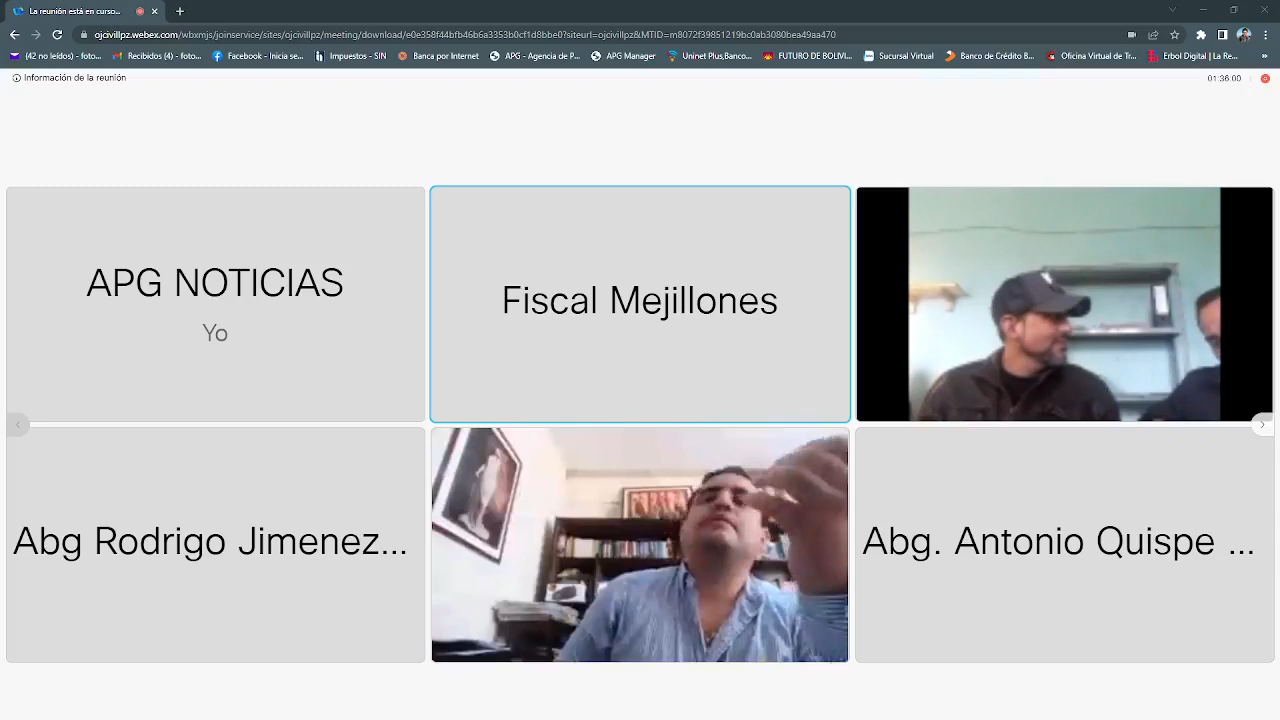 La reunión está en curso...
ojcivillpz.webex.com/wbxmjs/joinservice/sites/ojcivillpz/meeting/download/e0e358f44f1b46b6a3353b0cf1d6bbe0?siteurl=ojcivillpz&MTID=m8072f39851219bc0ab3080bea49aa470
(42 no leídos) - foto... Recibidos (4) - fotog... Facebook - Inicia se... Impuestos - SIN Banca por Internet APG - Agencia de P... APG Manager Uninet Plus,Banco... FUTURO DE BOLIVI... Sucursal Virtual Banco de Crédito B... Oficina Virtual de Tr... Erbol Digital | La Re... »
Información de la reunión 01:36:00
APG NOTICIAS
Yo
Fiscal Mejillones
Abg Rodrigo Jimenez...
Abg. Antonio Quispe ...